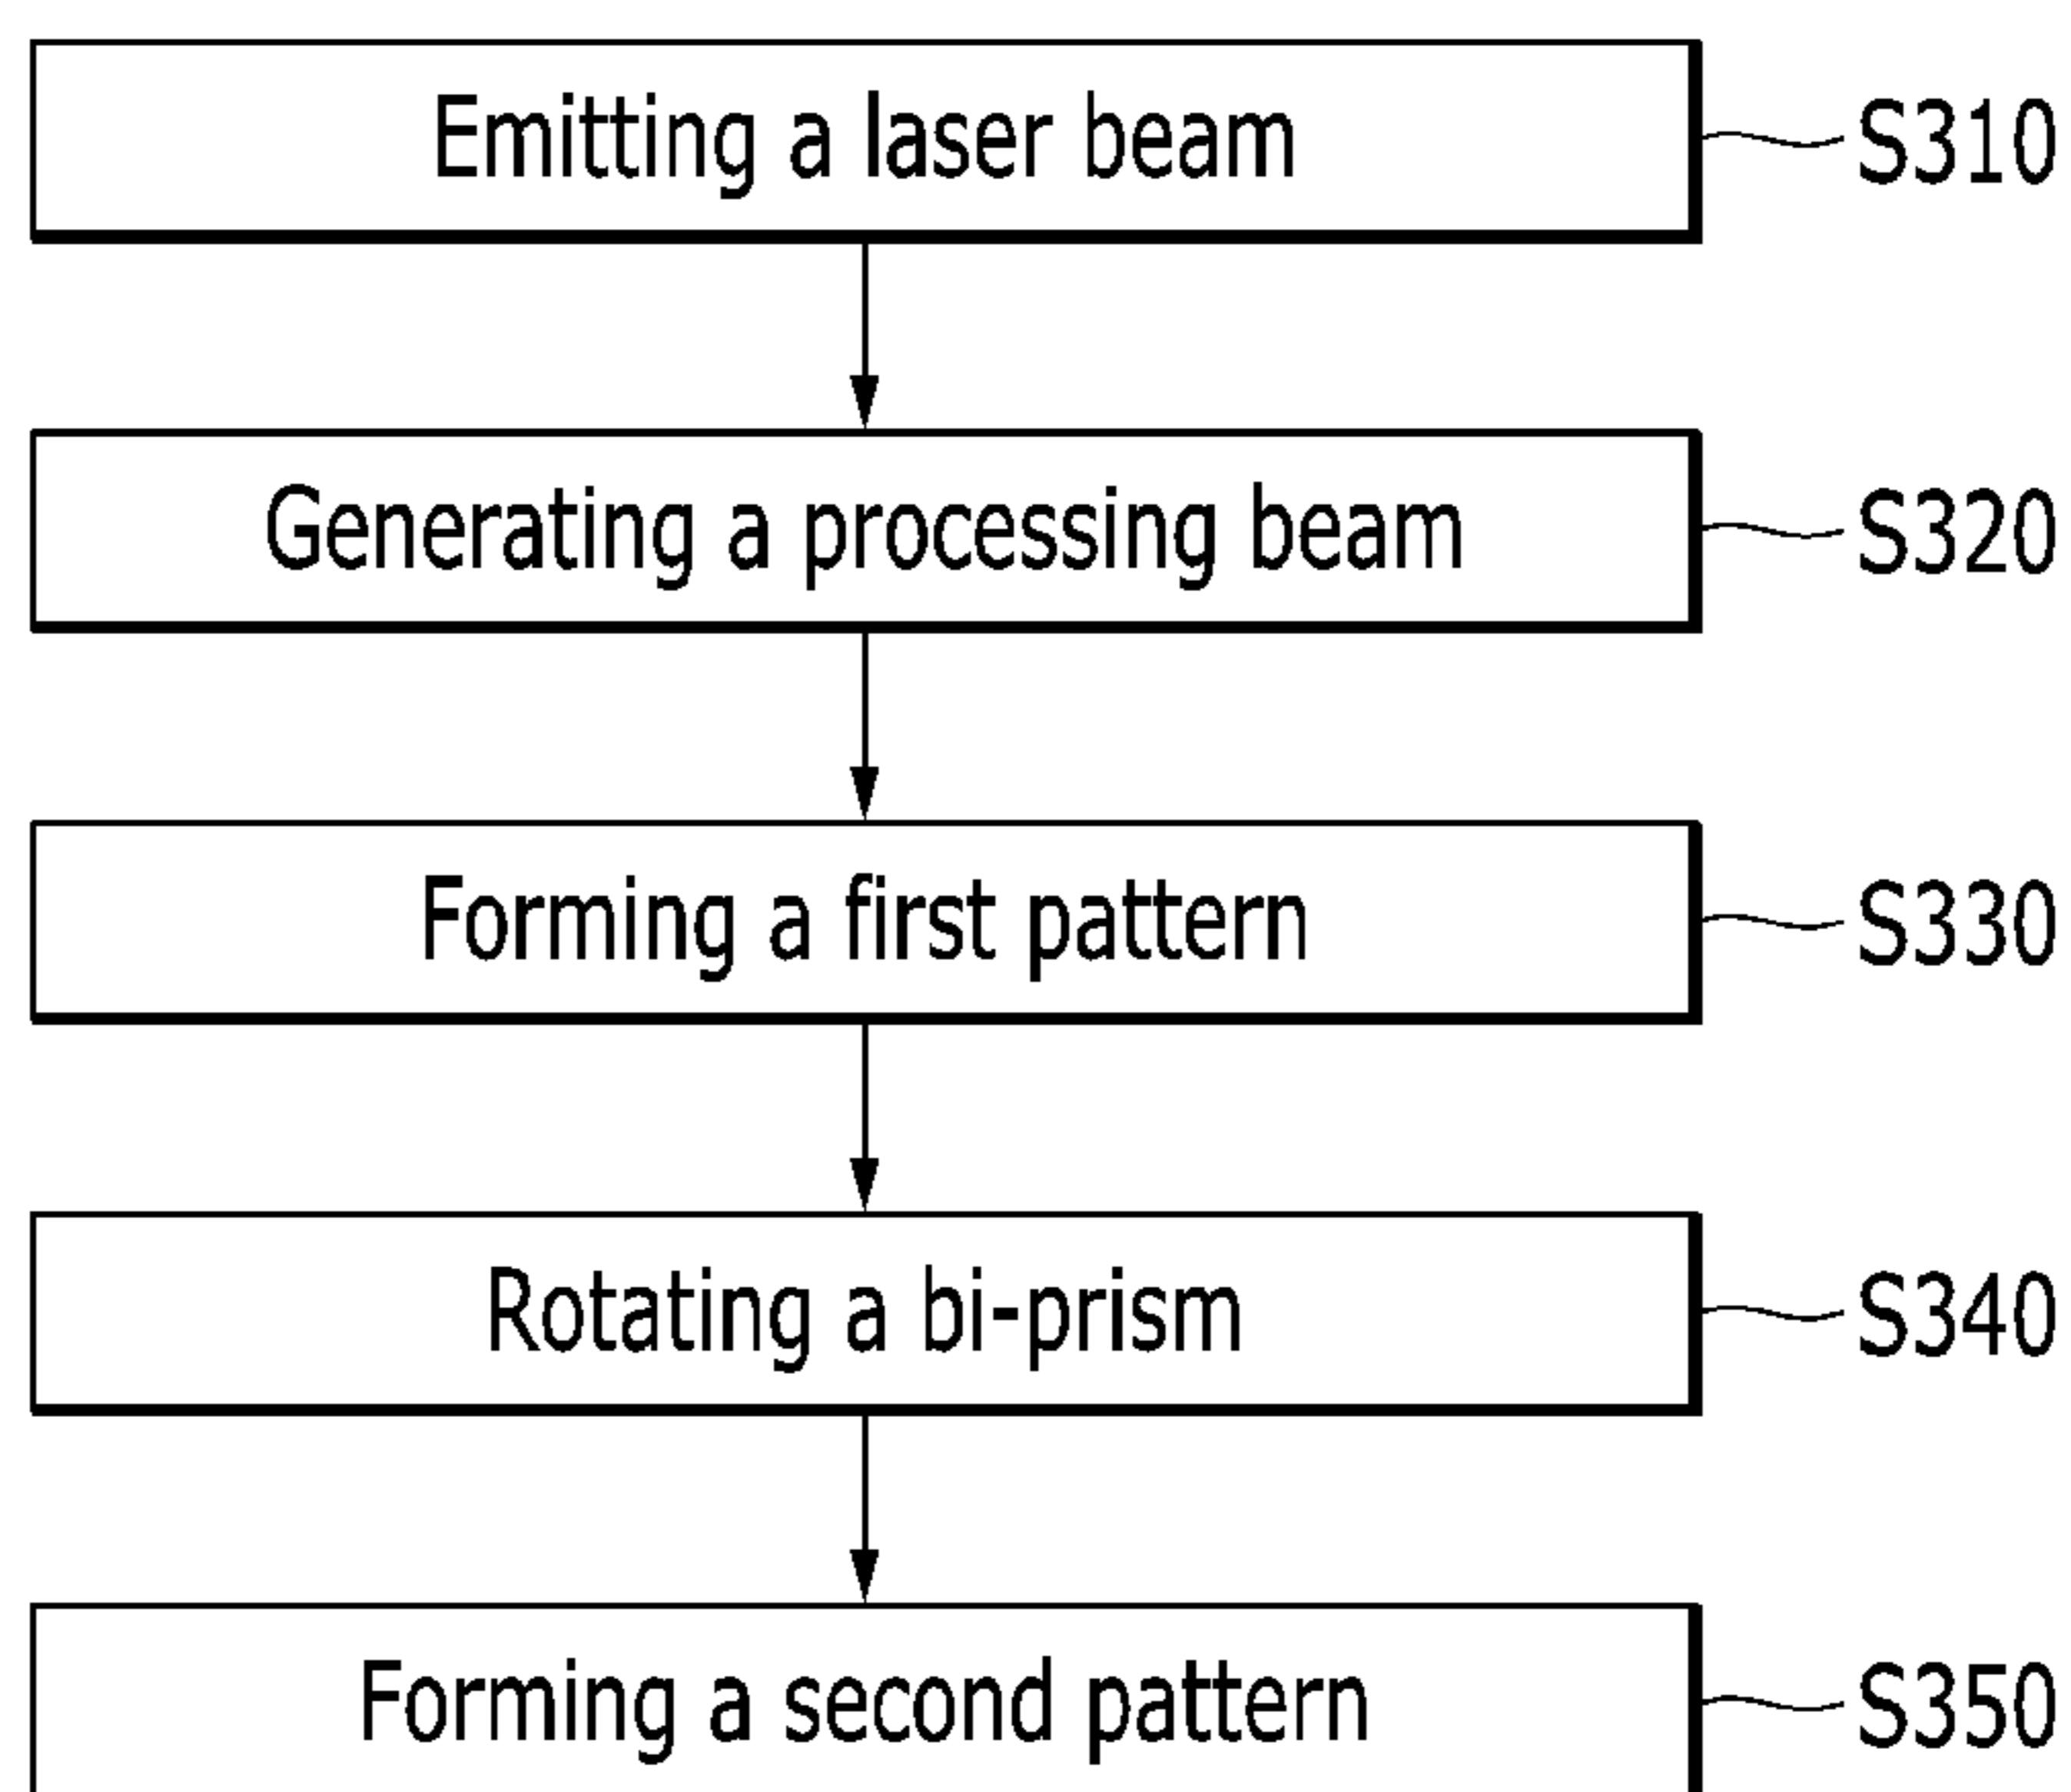 Emitting a laser beam S310
Generating a processing beam S320
Forming a first pattern S330
Rotating a bi-prism S340
Forming a second pattern S350